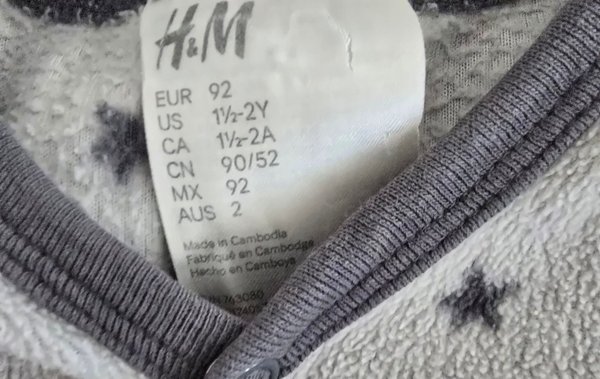 H&M
EUR 92
US 1½-2Y
CA 1½-2A
CN 90/52
MX 92
AUS 2
Made in Cambodia
Fabriqué en Cambodge
Hecho en Camboya